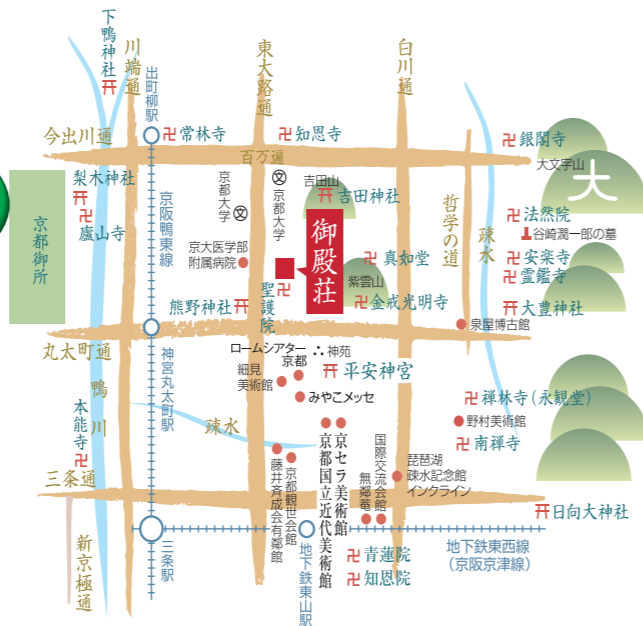 下鴨神社
川端通
出町柳駅
東大路通
白川通
今出川通
常林寺
知恩寺
銀閣寺
百万遍
大文字山
大
梨木神社
廬山寺
京都御所
京阪鴨東線
京都大学
文
京都大学
文
吉田山
吉田神社
哲学の道
疏水
法然院
谷崎潤一郎の墓
安楽寺
霊鑑寺
御殿荘
真如堂
京大医学部
附属病院
紫雲山
金戒光明寺
大豊神社
熊野神社
聖護院
泉屋博古館
丸太町通
神宮丸太町駅
ロームシアター
京都
神苑
平安神宮
細見
美術館
みやこメッセ
鴨川
本能寺
疏水
禅林寺(永観堂)
野村美術館
南禅寺
京セラ美術館
京都国立近代美術館
国際交流会館
無鄰菴
琵琶湖
疏水記念館
インクライン
三条通
藤井斉成会有鄰館
京都観世会館
日向大神社
新京極通
三条駅
地下鉄東山駅
青蓮院
知恩院
地下鉄東西線
(京阪京津線)